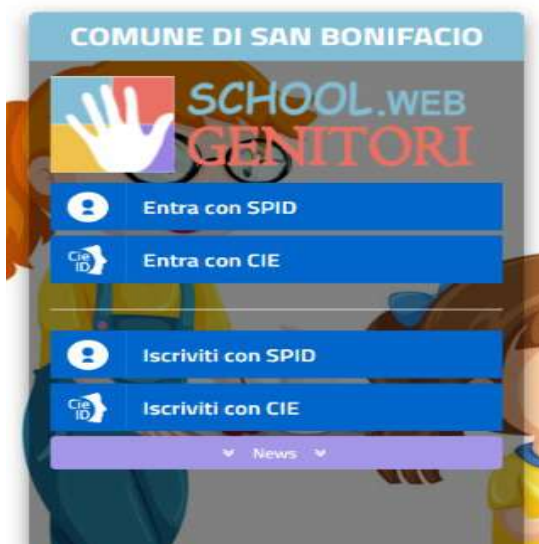 COMUNE DI SAN BONIFACIO
SCHOOL.WEB
GENITORI
Entra con SPID
Cie
ID
Entra con CIE
Iscriviti con SPID
Cie
ID
Iscriviti con CIE
News